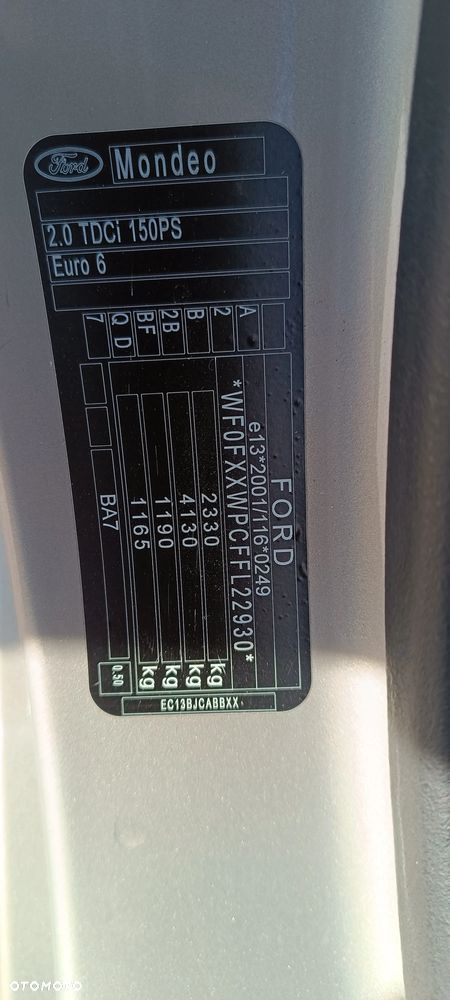 Ford
Mondeo
2.0 TDCi 150PS
Euro 6
FORD
e13*2001/116*0249
*WF0FXXWPCFFL22930*
2330 kg
4130 kg
1190 kg
1165 kg
A
2
B
2B
BF
Q D
7
BA7
0.50
EC13BJCABBXX
OTOMOTO